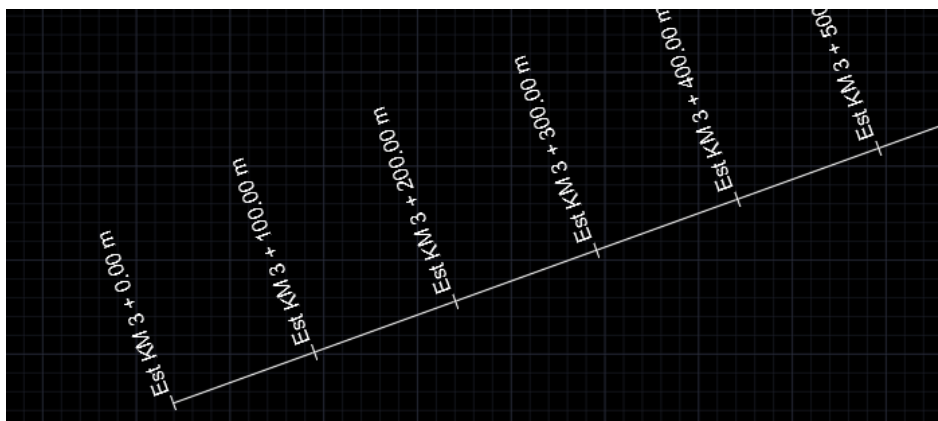 Est KM 3 + 0.00 m
Est KM 3 + 100.00 m
Est KM 3 + 200.00 m
Est KM 3 + 300.00 m
Est KM 3 + 400.00 m
Est KM 3 + 500